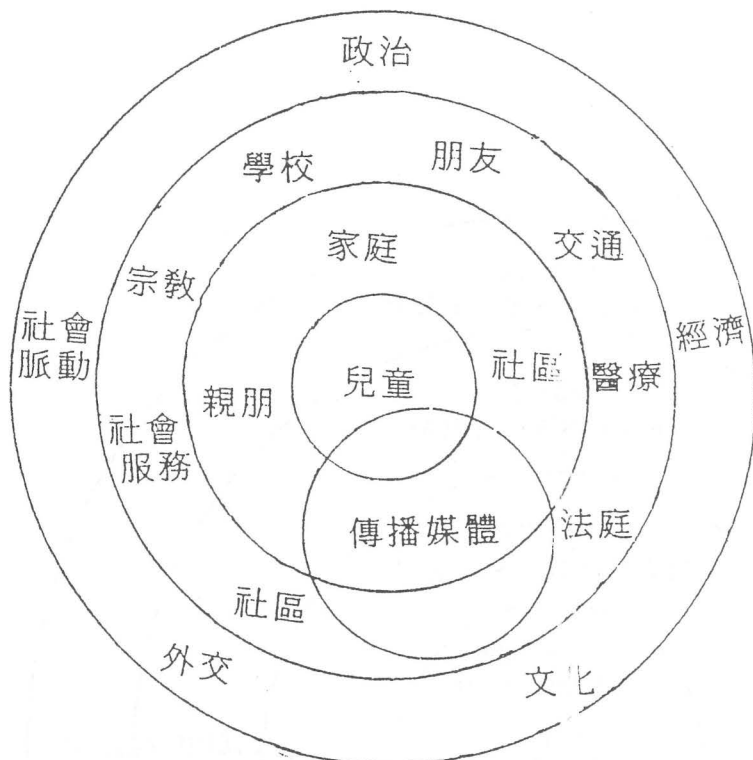 政治
學校
朋友
家庭
交通
宗教
社會
脈動
經濟
社區
醫療
兒童
親朋
社會
服務
傳播媒體
法庭
社區
外交
文化